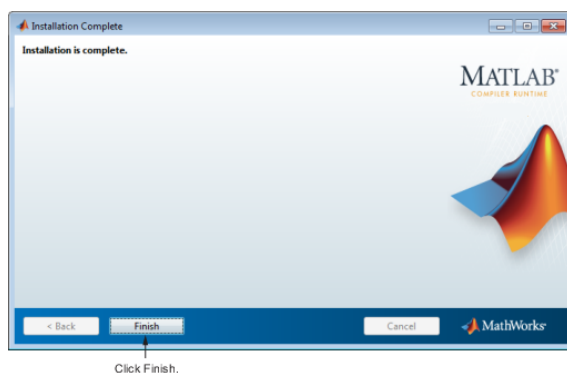 Installation Complete
Installation is complete.
MATLAB®
COMPILER RUNTIME
< Back
Finish
Cancel
MathWorks®
Click Finish.